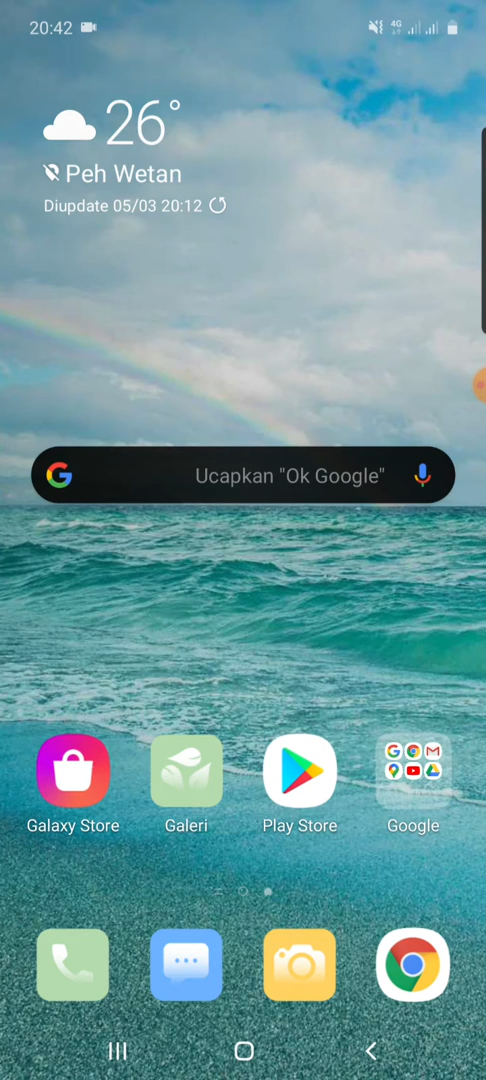 20:42
4G
26°
Peh Wetan
Diupdate 05/03 20:12
Ucapkan "Ok Google"
Galaxy Store
Galeri
Play Store
Google